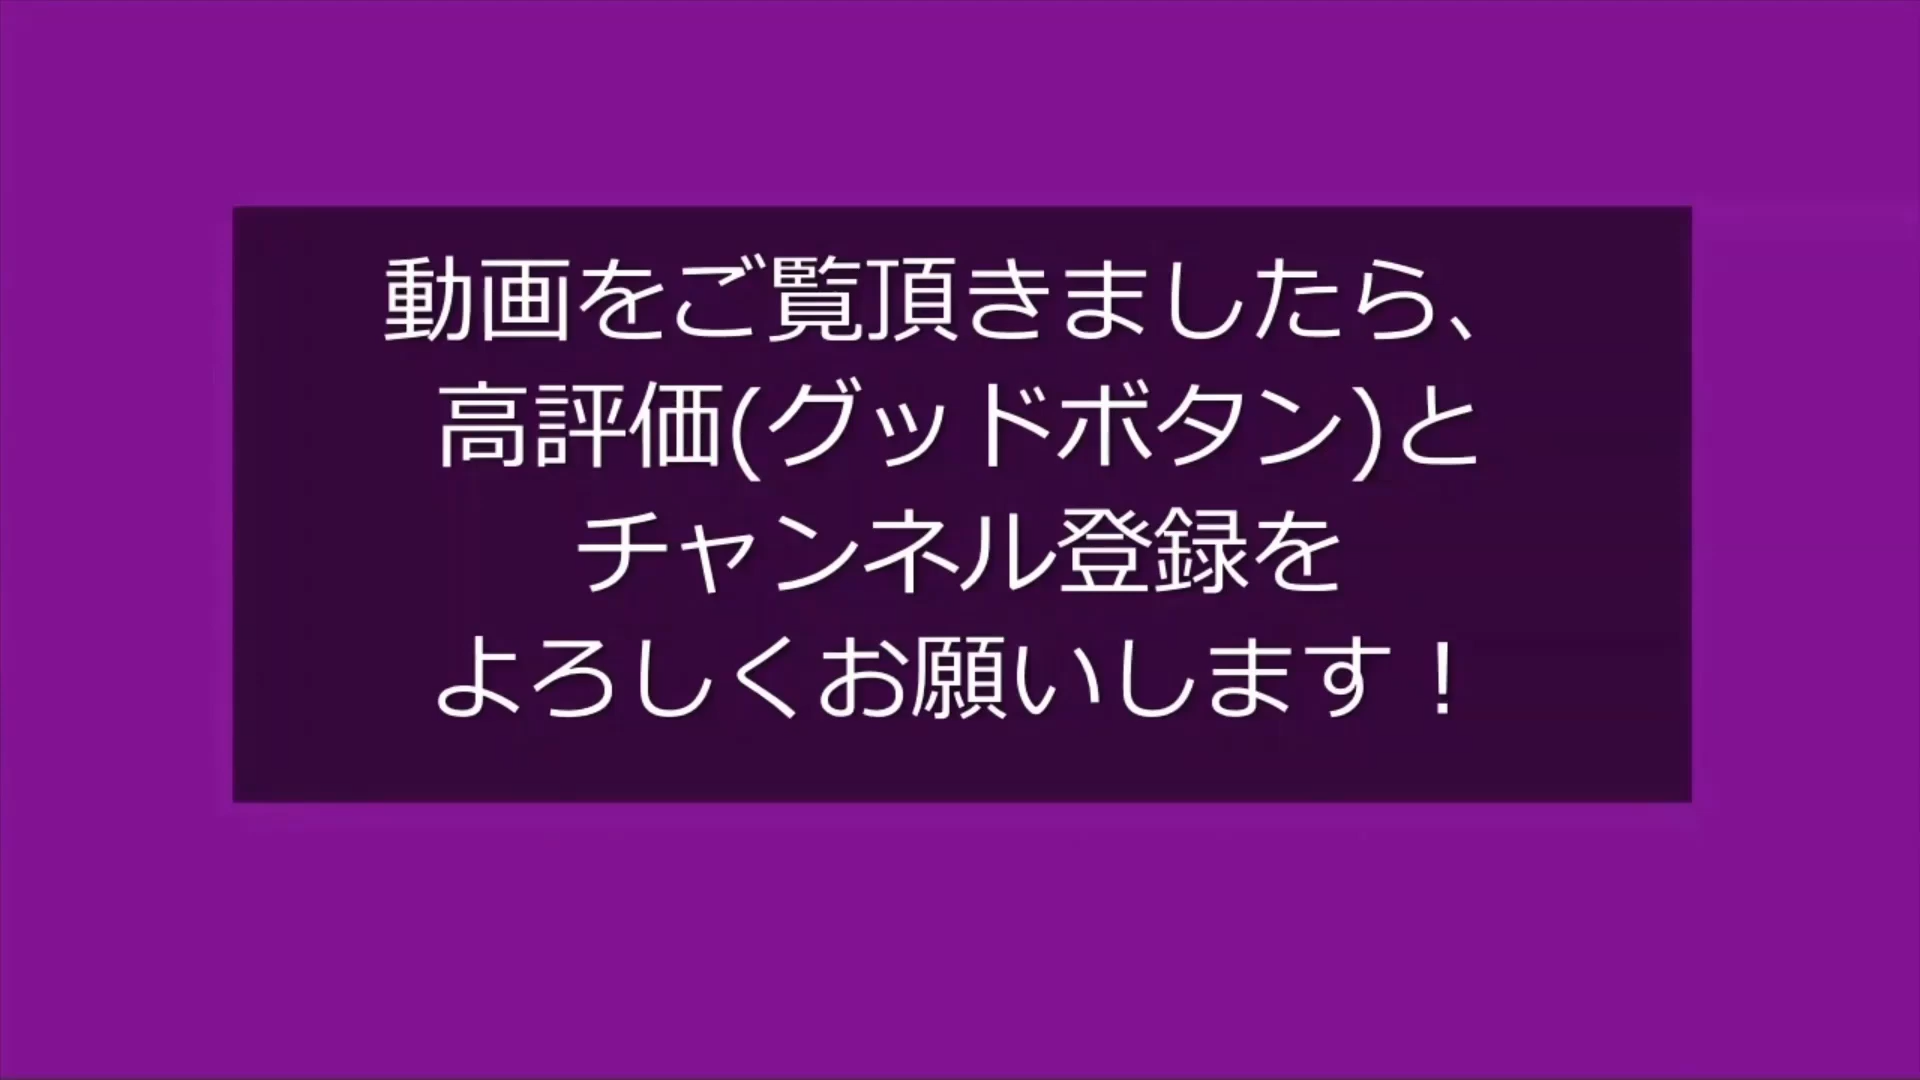 動画をご覧頂きましたら、
高評価(グッドボタン)と
チャンネル登録を
よろしくお願いします！